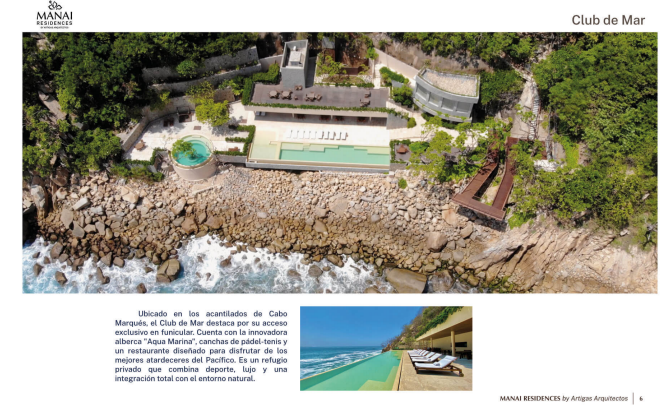 MANAI
RESIDENCES
BY ARTIGAS ARQUITECTOS
Club de Mar
Ubicado en los acantilados de Cabo
Marqués, el Club de Mar destaca por su acceso
exclusivo en funicular. Cuenta con la innovadora
alberca "Aqua Marina", canchas de pádel-tenis y
un restaurante diseñado para disfrutar de los
mejores atardeceres del Pacífico. Es un refugio
privado que combina deporte, lujo y una
integración total con el entorno natural.
MANAI RESIDENCES by Artigas Arquitectos | 6